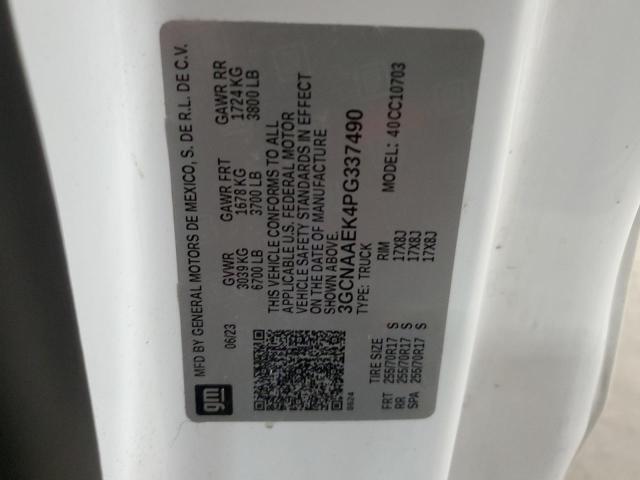 gm
MFD BY GENERAL MOTORS DE MEXICO, S. DE R.L. DE C.V.
06/23
GVWR GAWR FRT GAWR RR
3039 KG 1678 KG 1724 KG
6700 LB 3700 LB 3800 LB
THIS VEHICLE CONFORMS TO ALL
APPLICABLE U.S. FEDERAL MOTOR
VEHICLE SAFETY STANDARDS IN EFFECT
ON THE DATE OF MANUFACTURE
SHOWN ABOVE.
3GCNAAEK4PG337490
TYPE: TRUCK MODEL: 40CC10703
TIRE SIZE RIM
FRT 255/70R17 S 17X8J
RR 255/70R17 S 17X8J
SPA 255/70R17 S 17X8J